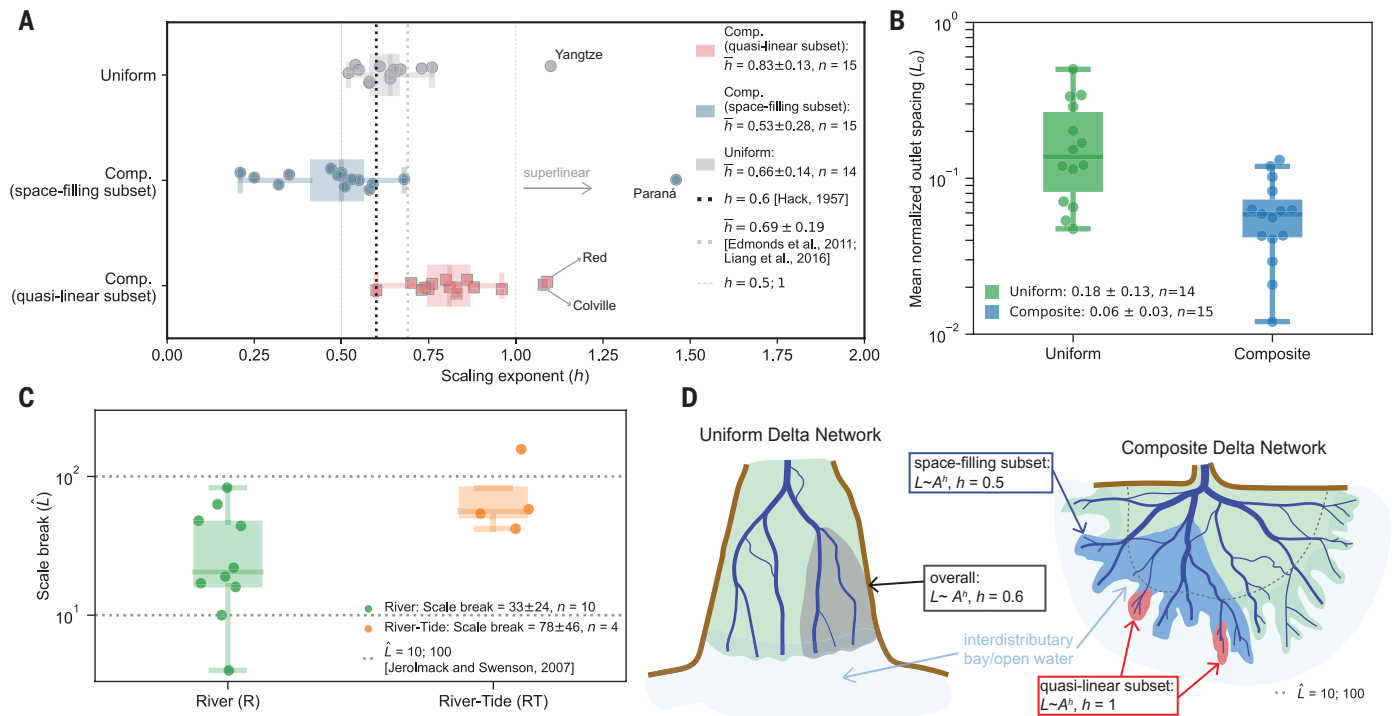 A
Uniform
Comp.
(space-filling subset)
Comp.
(quasi-linear subset)
Yangtze
superlinear
Paraná
Red
Colville
Comp.
(quasi-linear subset):
h̅ = 0.83±0.13, n = 15
Comp.
(space-filling subset):
h̅ = 0.53±0.28, n = 15
Uniform:
h̅ = 0.66±0.14, n = 14
h = 0.6 [Hack, 1957]
h̅ = 0.69 ± 0.19
[Edmonds et al., 2011;
Liang et al., 2016]
h = 0.5; 1
0.00 0.25 0.50 0.75 1.00 1.25 1.50 1.75 2.00
Scaling exponent (h)
B
Mean normalized outlet spacing (Lₒ)
10⁰
10⁻¹
10⁻²
Uniform: 0.18 ± 0.13, n=14
Composite: 0.06 ± 0.03, n=15
Uniform Composite
C
Scale break (L̂)
10²
10¹
River: Scale break = 33±24, n = 10
River-Tide: Scale break = 78±46, n = 4
L̂ = 10; 100
[Jerolmack and Swenson, 2007]
River (R) River-Tide (RT)
D
Uniform Delta Network
Composite Delta Network
space-filling subset:
L~Aʰ, h = 0.5
overall:
L~ Aʰ, h = 0.6
interdistributary
bay/open water
quasi-linear subset:
L~Aʰ, h = 1
L̂ = 10; 100